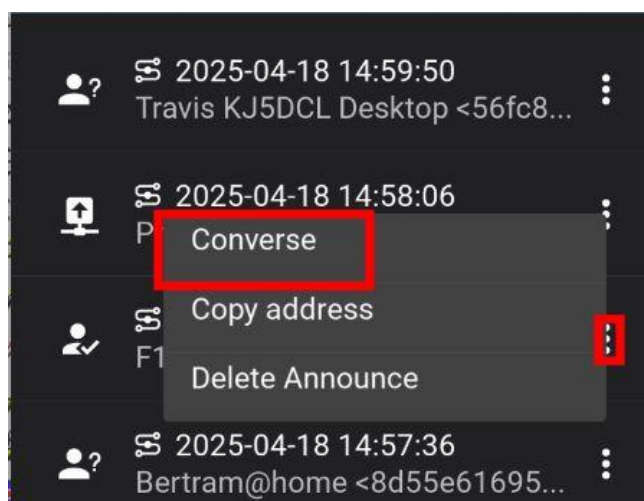 2025-04-18 14:59:50
Travis KJ5DCL Desktop <56fc8...
2025-04-18 14:58:06
Converse
Copy address
F1
Delete Announce
2025-04-18 14:57:36
Bertram@home <8d55e61695...